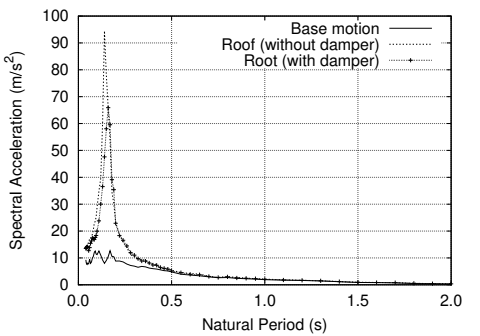 100
90
80
70
60
50
40
30
20
10
0
Spectral Acceleration (m/s²)
Base motion
Roof (without damper)
Root (with damper)
0.0 0.5 1.0 1.5 2.0
Natural Period (s)